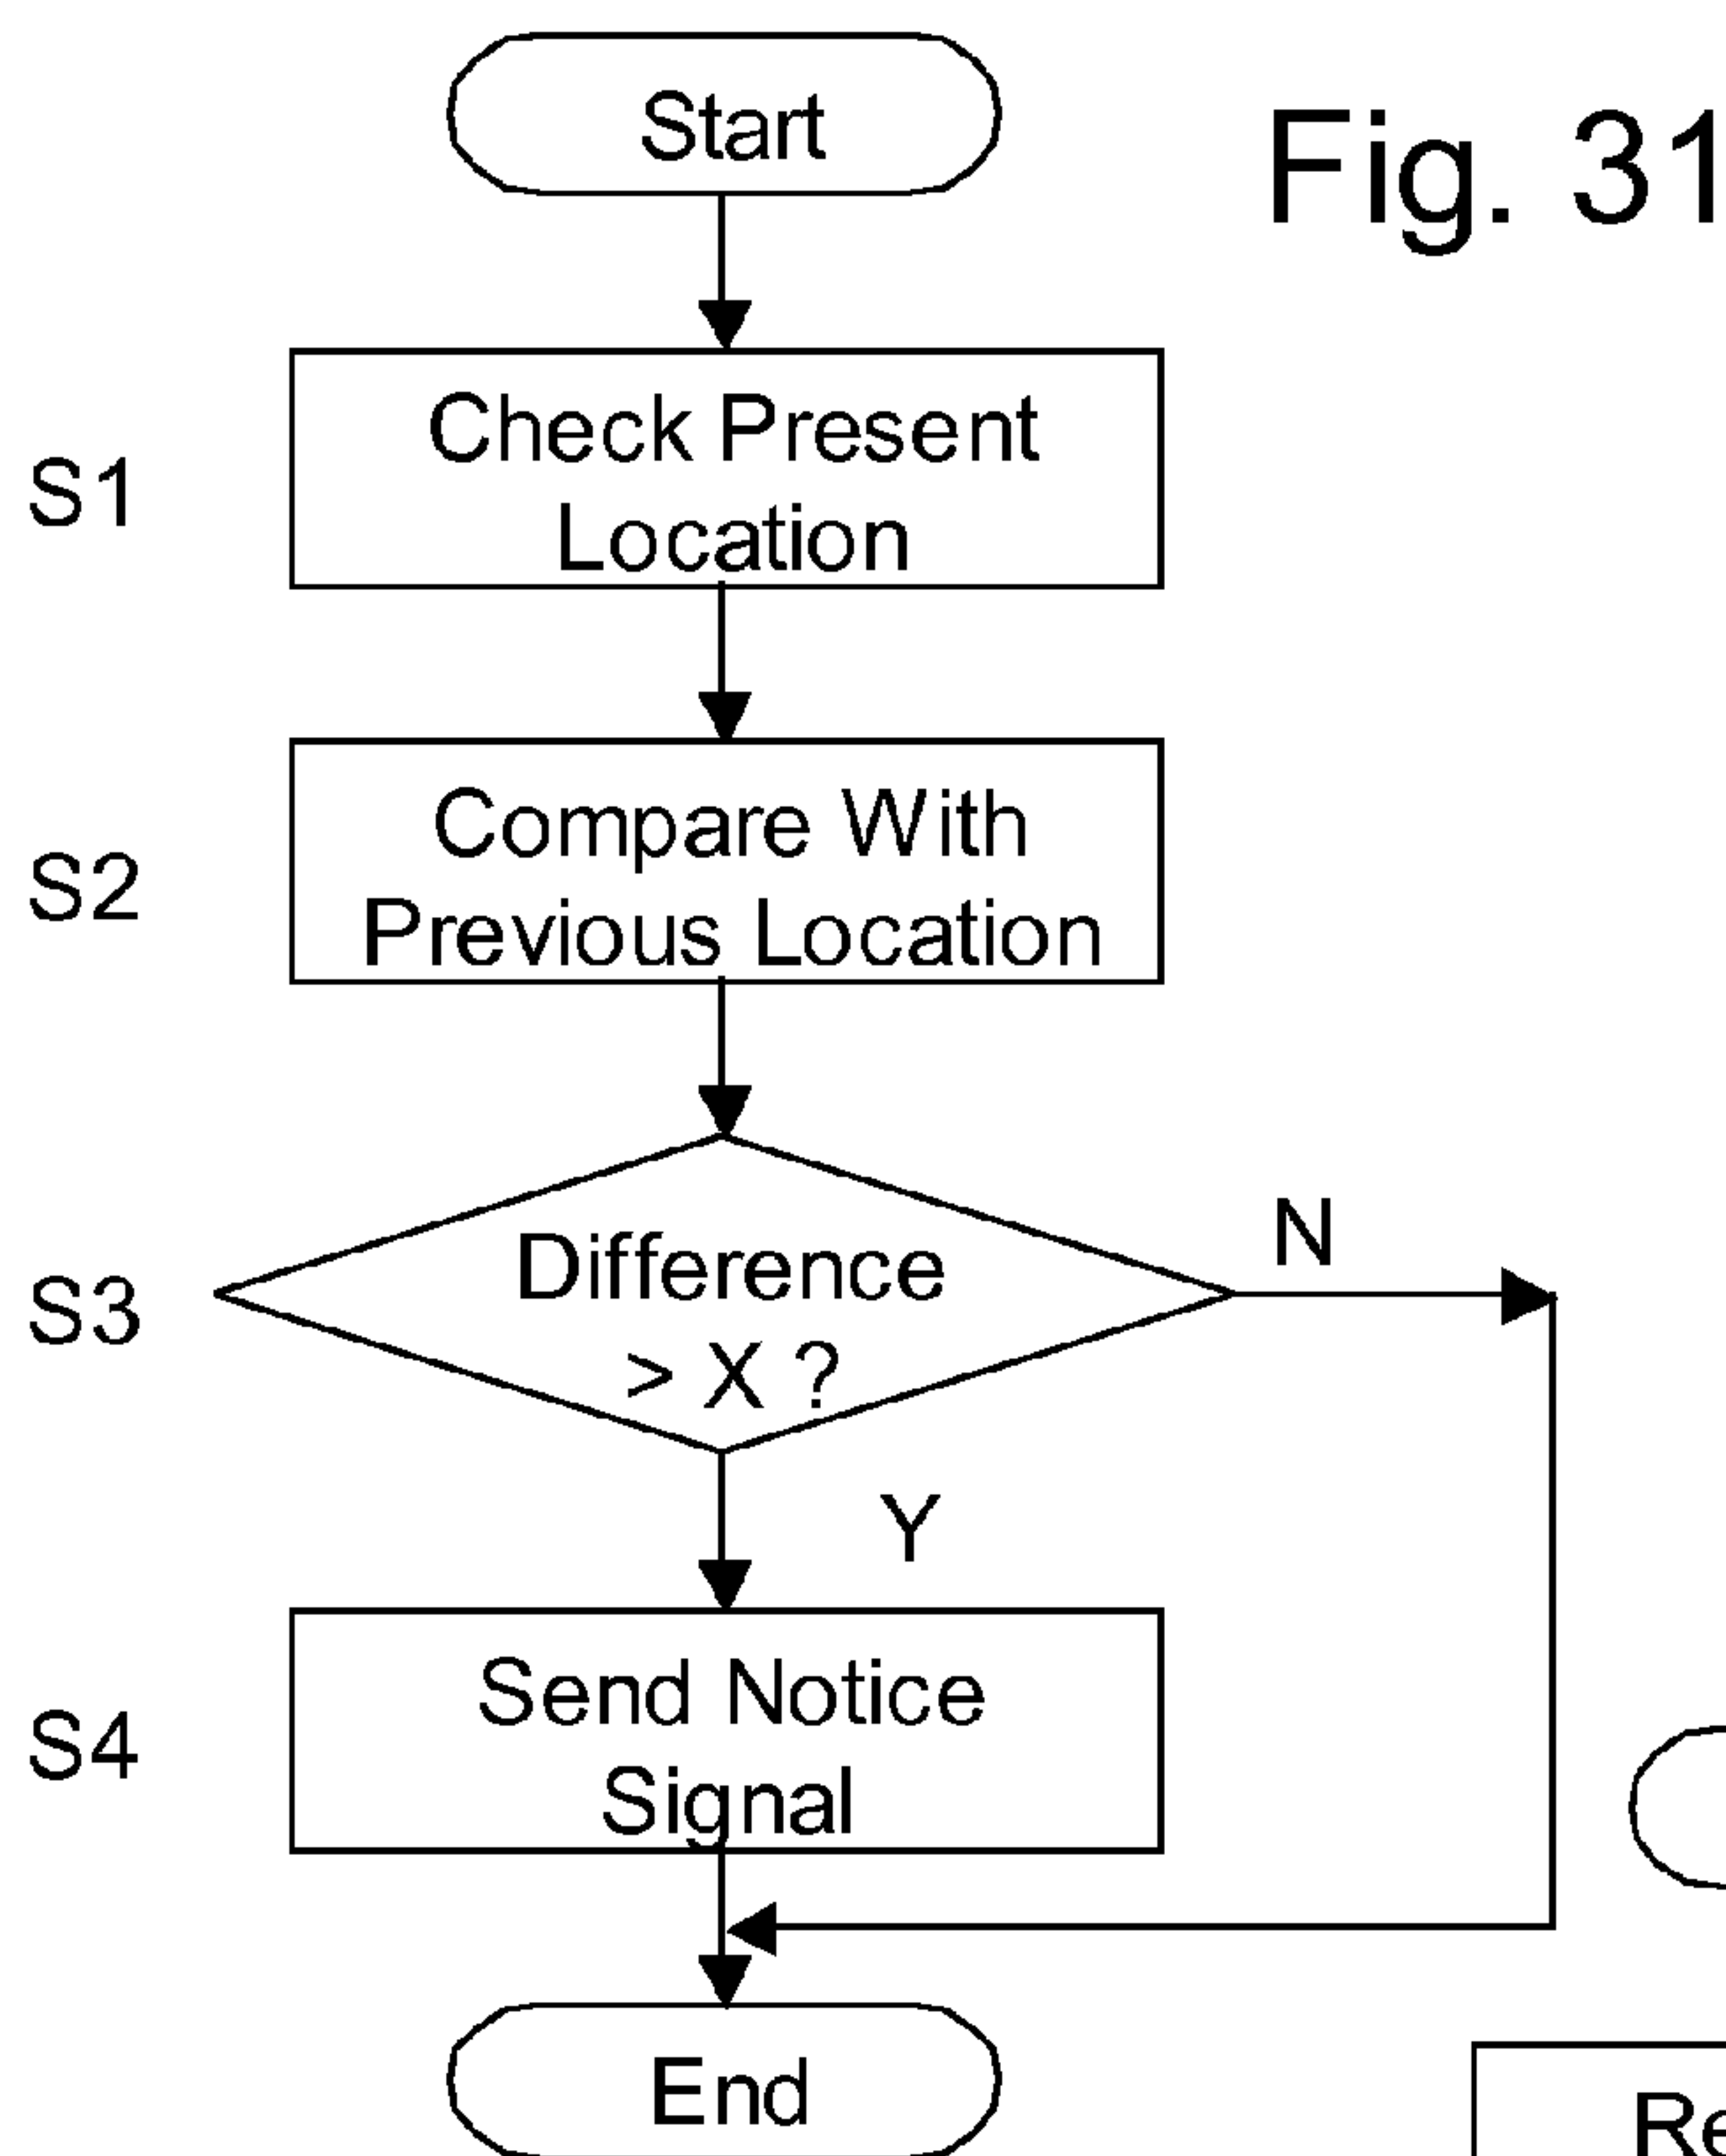 Start
Fig. 31
S1
Check Present
Location
S2
Compare With
Previous Location
S3
Difference
> X ?
N
Y
S4
Send Notice
Signal
End